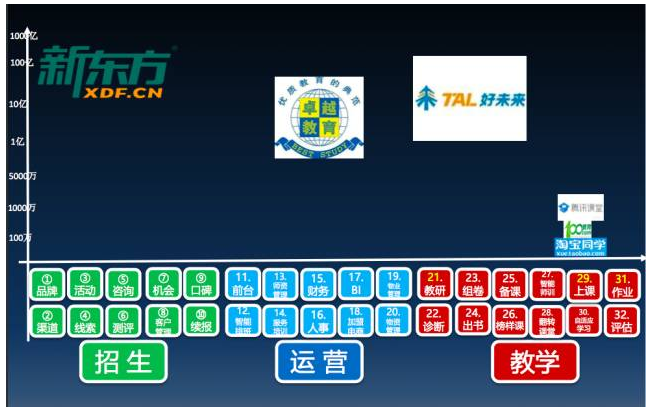 1000亿
100亿
10亿
1亿
5000万
1000万
100万
新东方
XDF.CN
优质教育的典范
卓越
教育
BEST STUDY
TAL 好未来
腾讯课堂
100
淘宝同学
xue.taobao.com
① 品牌
③ 活动
⑤ 咨询
⑦ 机会
⑨ 口碑
11. 前台
13. 师资管理
15. 财务
17. BI
19. 物业管理
21. 教研
23. 组卷
25. 备课
27. 智能师训
29. 上课
31. 作业
② 渠道
④ 线索
⑥ 测评
⑧ 客户管理
⑩ 续报
12. 智能排班
14. 服务培训
16. 人事
18. 加盟电商
20. 物资管理
22. 诊断
24. 出书
26. 榜样课
28. 翻转课堂
30. 自适应学习
32. 评估
招生
运营
教学